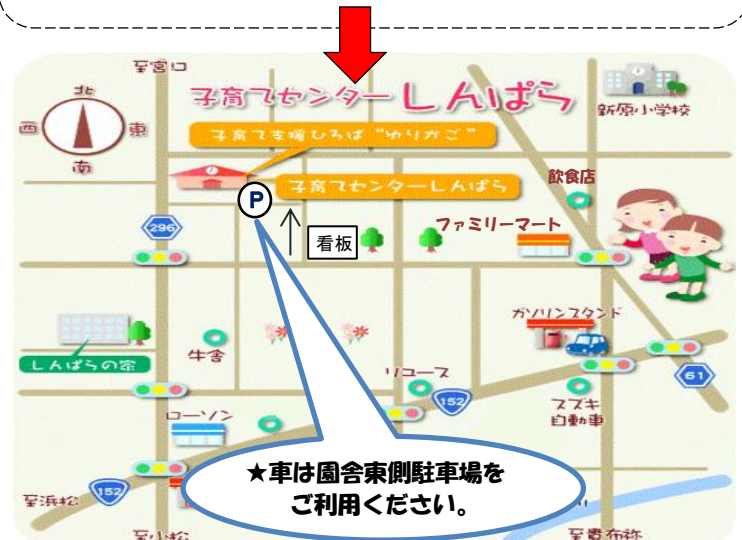 至宮口
北
西
東
南
子育てセンターしんぱら
新原小学校
子育て支援ひろば“ゆりかご”
子育てセンターしんぱら
飲食店
P
296
看板
ファミリーマート
ガソリンスタンド
しんぱらの家
牛舎
リユース
61
152
スズキ
自動車
ローソン
★車は園舎東側駐車場を
ご利用ください。
至浜松
152
至小松
至貴布祢